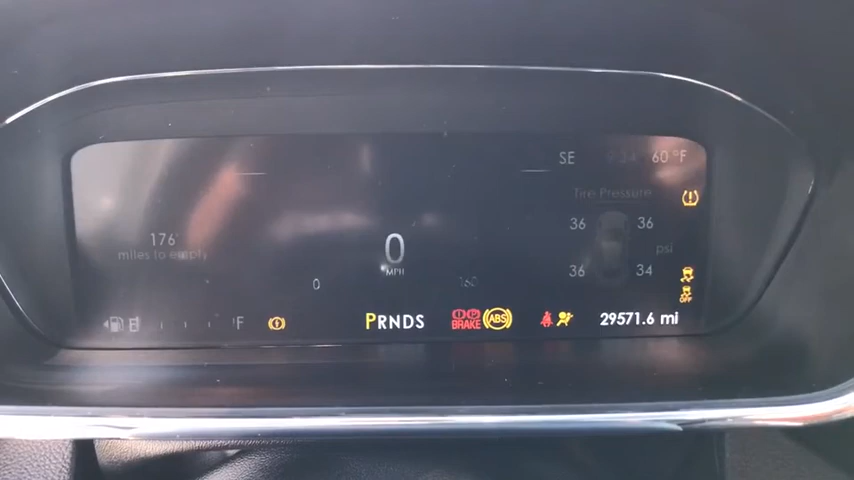 SE 60 °F
Tire Pressure
36 36
176
miles to empty
0
MPH
psi
36 34
0 160
F
PRNDS
BRAKE ABS
OFF
29571.6 mi